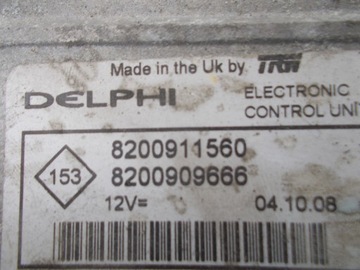 Made in the Uk by TRW
DELPHI
ELECTRONIC
CONTROL UNI
153
8200911560
8200909666
12V=
04.10.08